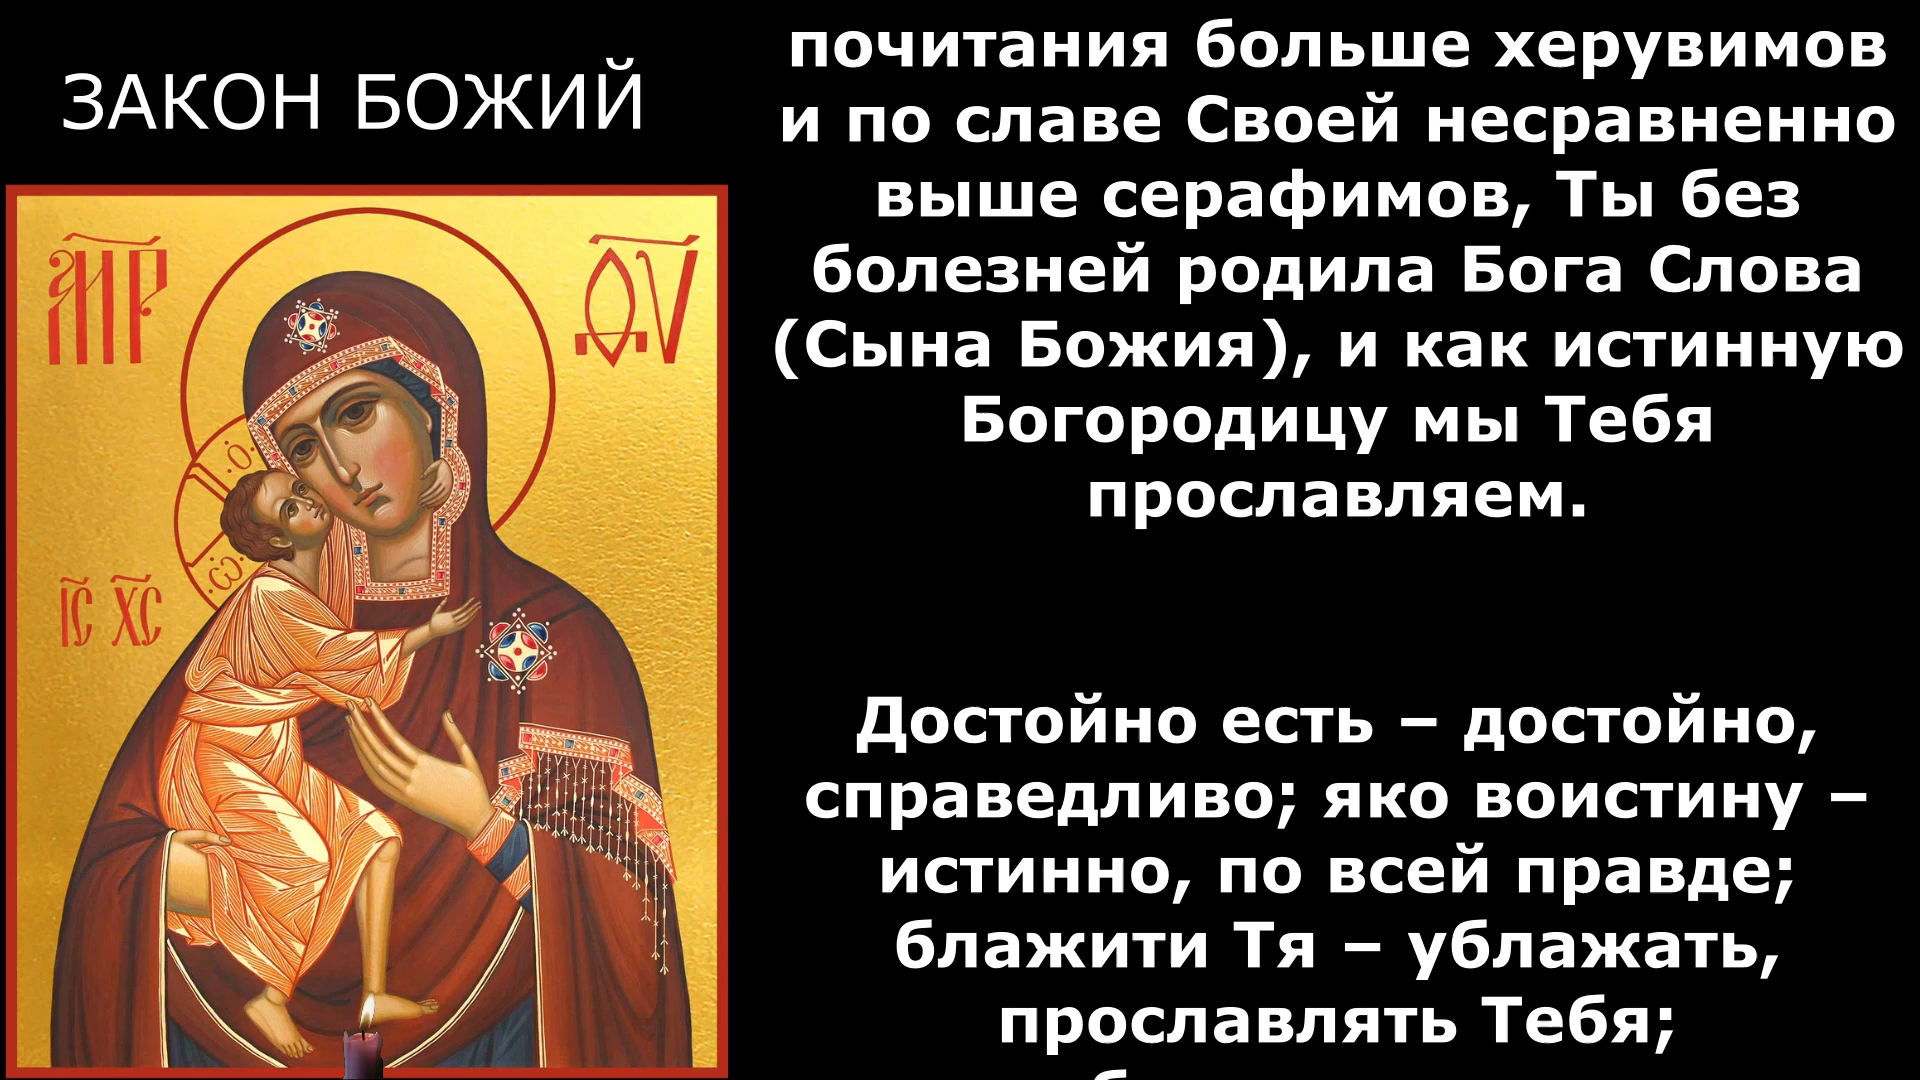 ЗАКОН БОЖИЙ
почитания больше херувимов
и по славе Своей несравненно
выше серафимов, Ты без
болезней родила Бога Слова
(Сына Божия), и как истинную
Богородицу мы Тебя
прославляем.
Достойно есть – достойно,
справедливо; яко воистину –
истинно, по всей правде;
блажити Тя – ублажать,
прославлять Тебя;
IC XC